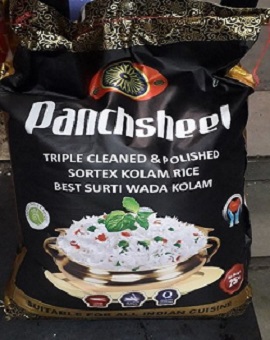 Panchsheel
TRIPLE CLEANED & POLISHED
SORTEX KOLAM RICE
BEST SURTI WADA KOLAM
SUITABLE FOR ALL INDIAN CUISINE